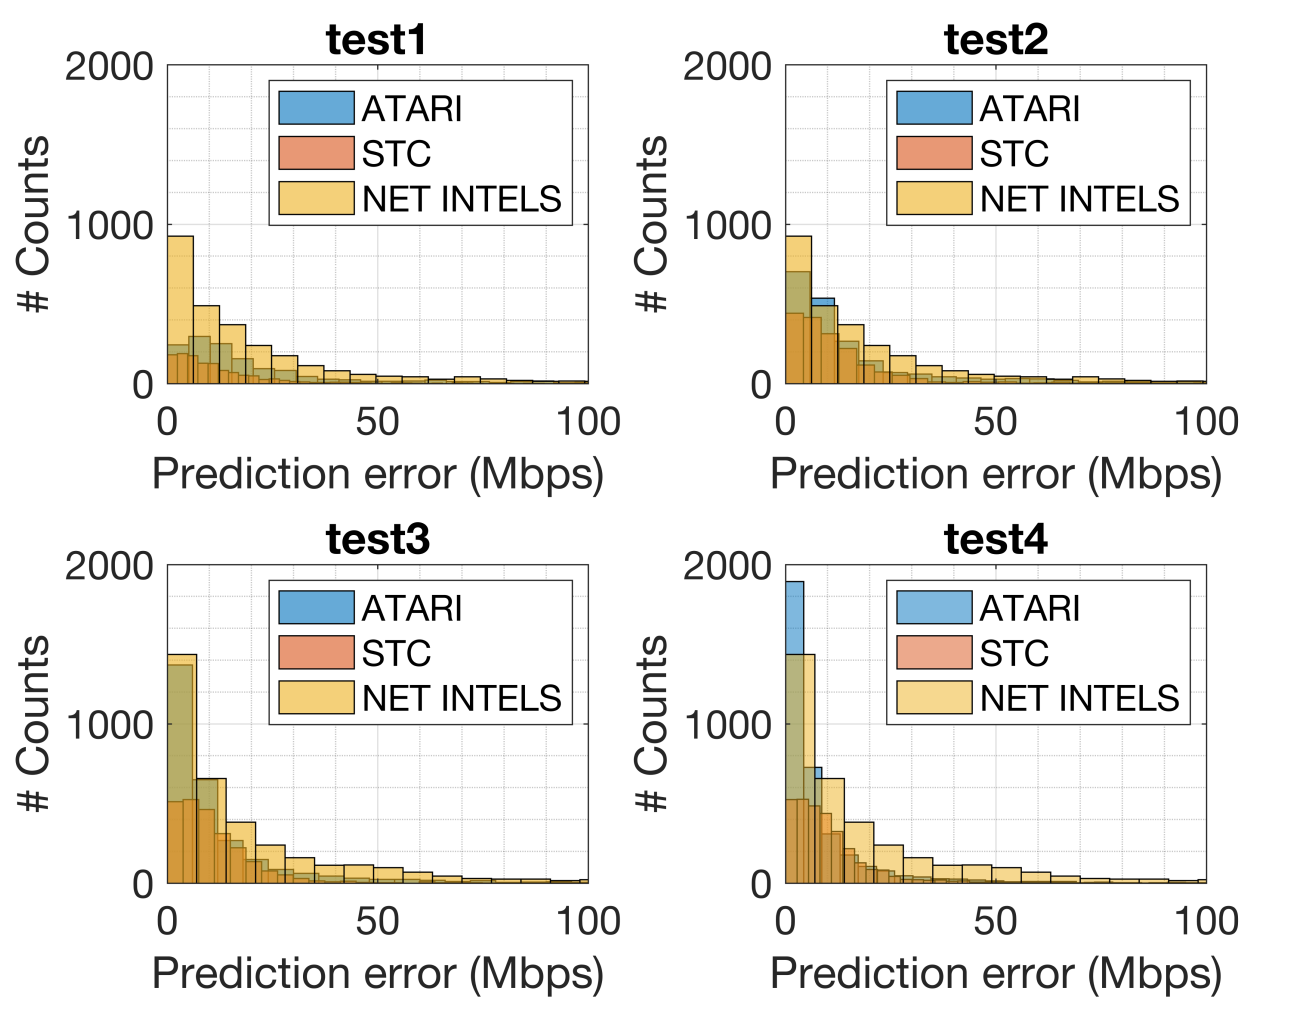 test1
2000
1000
0
# Counts
ATARI
STC
NET INTELS
0 50 100
Prediction error (Mbps)
test2
2000
1000
0
# Counts
ATARI
STC
NET INTELS
0 50 100
Prediction error (Mbps)
test3
2000
1000
0
# Counts
ATARI
STC
NET INTELS
0 50 100
Prediction error (Mbps)
test4
2000
1000
0
# Counts
ATARI
STC
NET INTELS
0 50 100
Prediction error (Mbps)